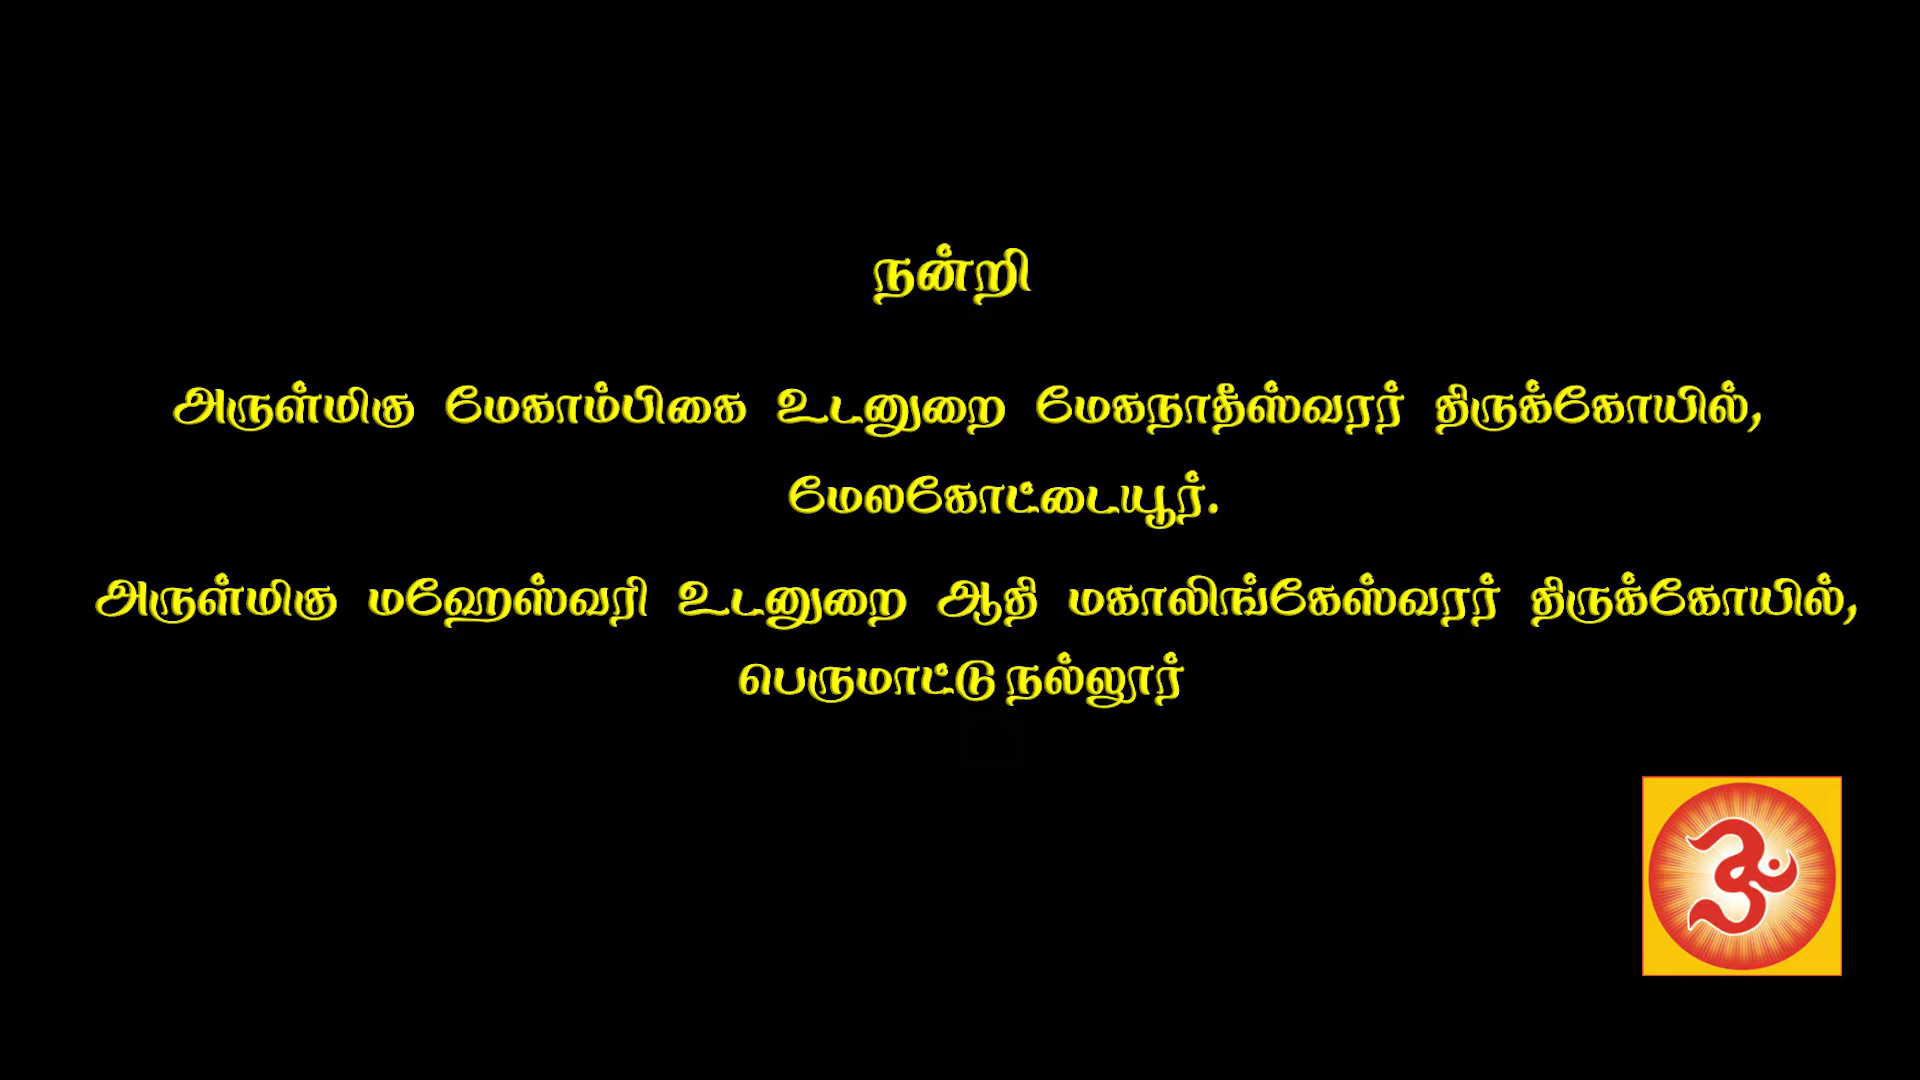 நன்றி
அருள்மிகு மேகாம்பிகை உடனுறை மேகநாதீஸ்வரர் திருக்கோயில்,
மேலகோட்டையூர்.
அருள்மிகு மஹேஸ்வரி உடனுறை ஆதி மகாலிங்கேஸ்வரர் திருக்கோயில்,
பெருமாட்டு நல்லூர்
ॐ